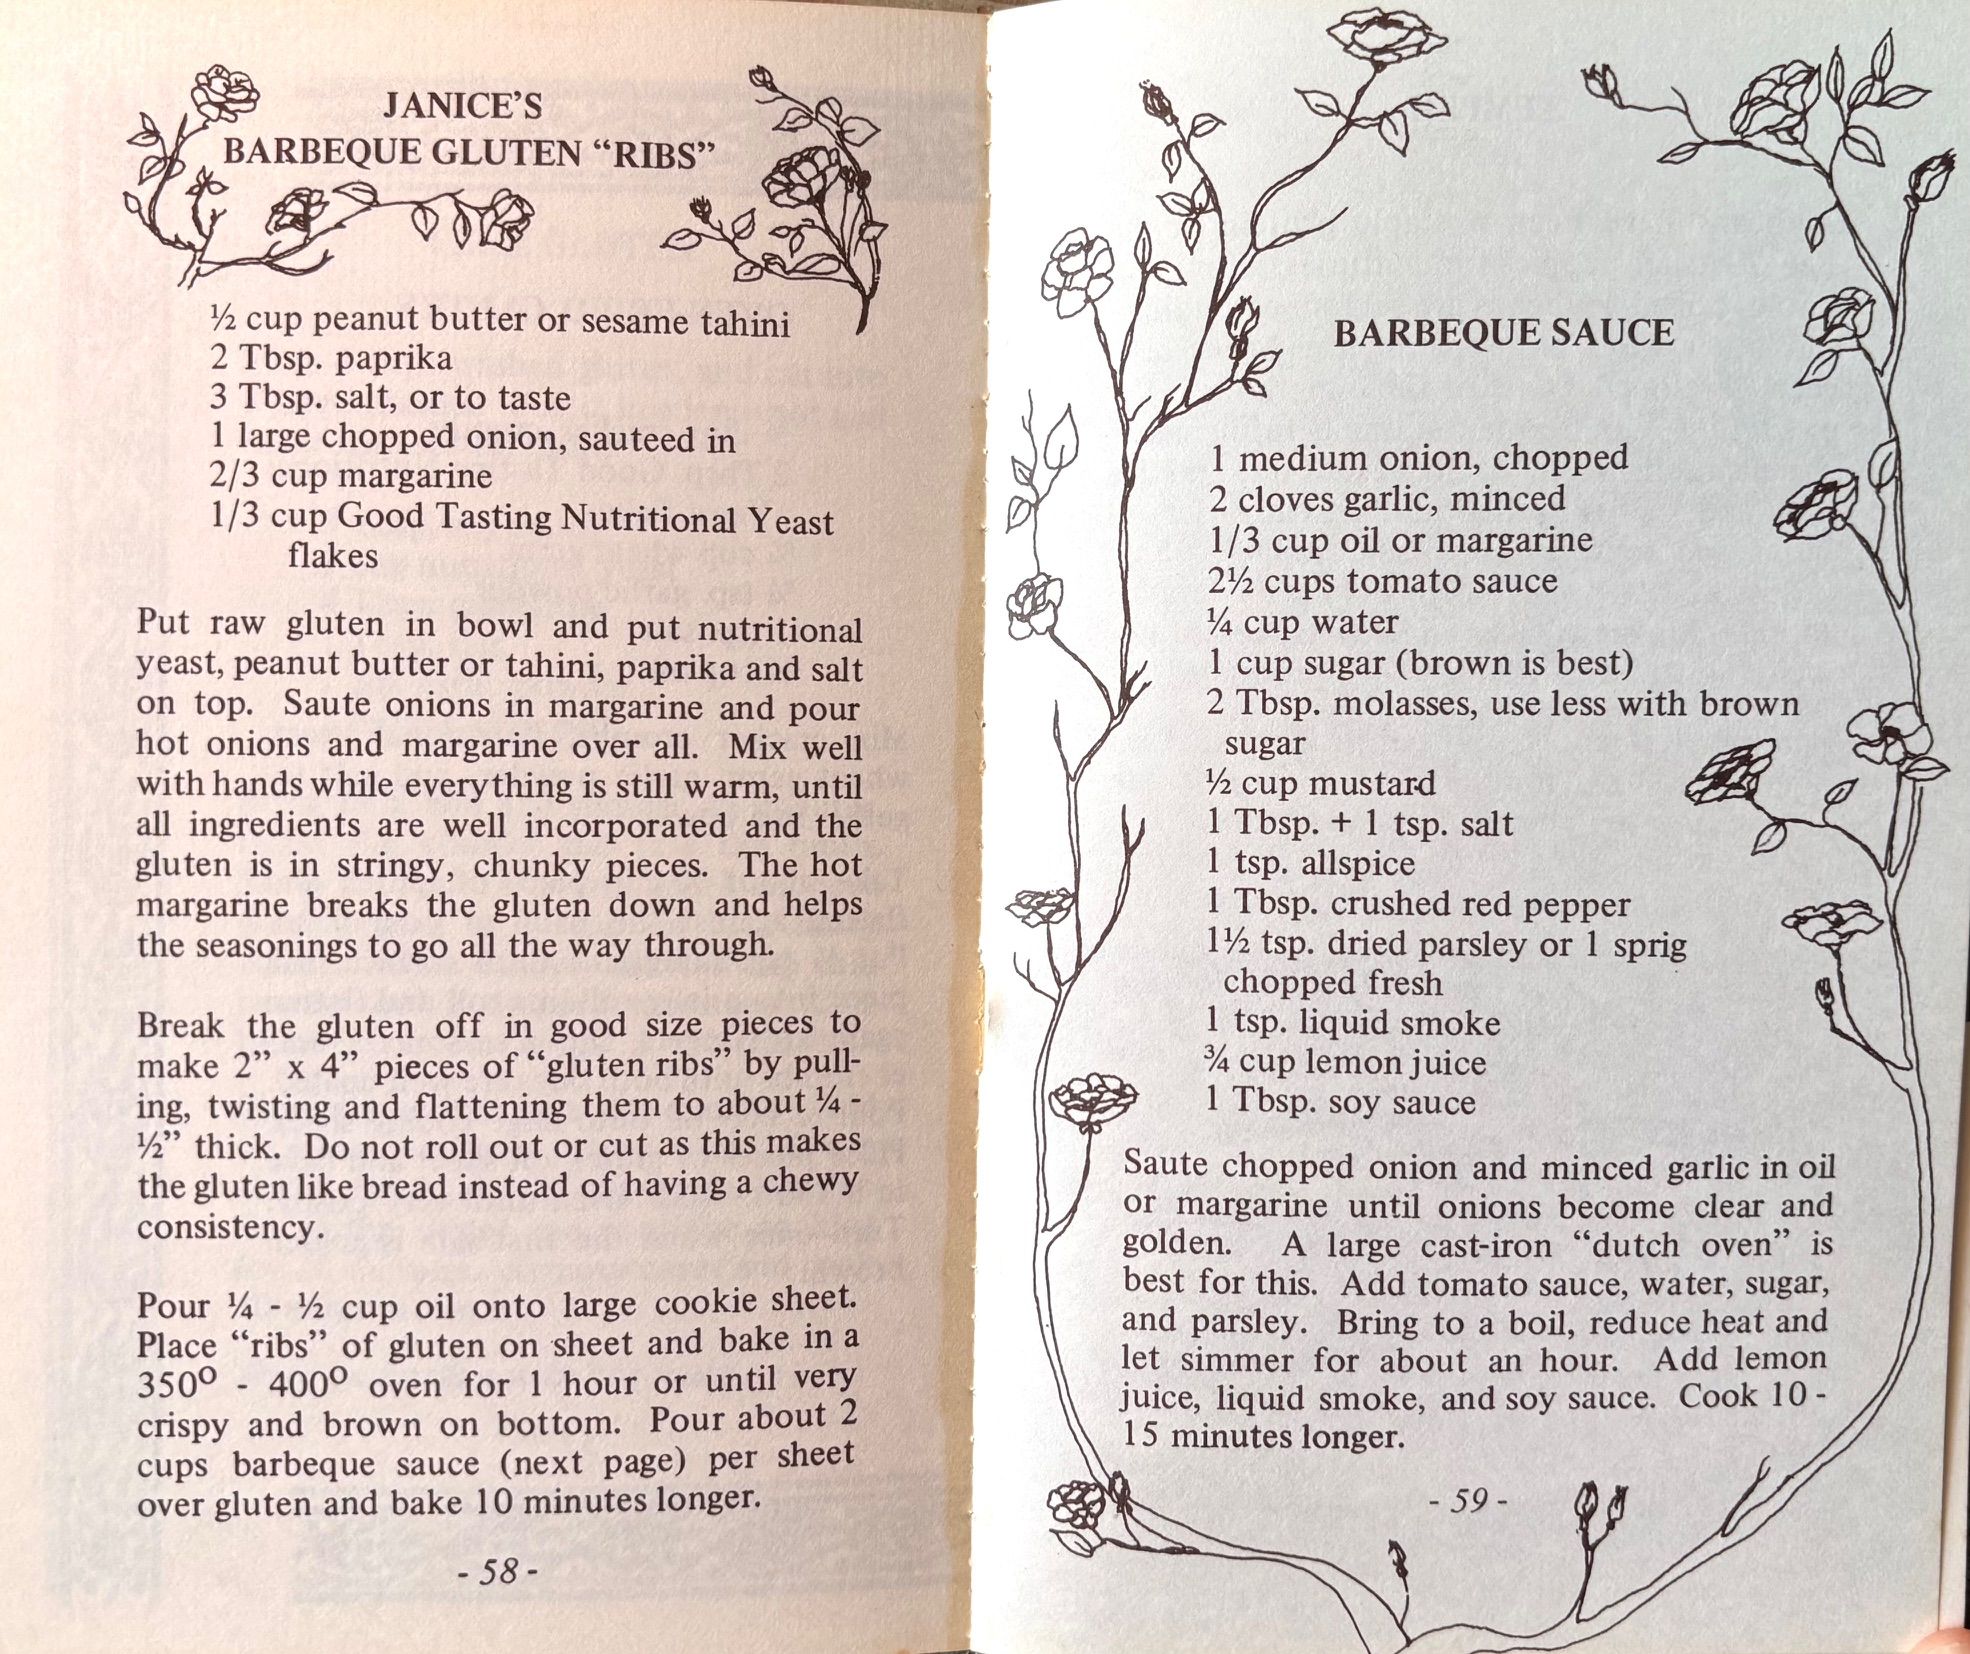 JANICE’S
BARBEQUE GLUTEN “RIBS”
½ cup peanut butter or sesame tahini
2 Tbsp. paprika
3 Tbsp. salt, or to taste
1 large chopped onion, sauteed in
2/3 cup margarine
1/3 cup Good Tasting Nutritional Yeast
flakes
Put raw gluten in bowl and put nutritional
yeast, peanut butter or tahini, paprika and salt
on top. Saute onions in margarine and pour
hot onions and margarine over all. Mix well
with hands while everything is still warm, until
all ingredients are well incorporated and the
gluten is in stringy, chunky pieces. The hot
margarine breaks the gluten down and helps
the seasonings to go all the way through.
Break the gluten off in good size pieces to
make 2” x 4” pieces of “gluten ribs” by pull-
ing, twisting and flattening them to about ¼ -
½” thick. Do not roll out or cut as this makes
the gluten like bread instead of having a chewy
consistency.
Pour ¼ - ½ cup oil onto large cookie sheet.
Place “ribs” of gluten on sheet and bake in a
350º - 400º oven for 1 hour or until very
crispy and brown on bottom. Pour about 2
cups barbeque sauce (next page) per sheet
over gluten and bake 10 minutes longer.
- 58 -
BARBEQUE SAUCE
1 medium onion, chopped
2 cloves garlic, minced
1/3 cup oil or margarine
2½ cups tomato sauce
¼ cup water
1 cup sugar (brown is best)
2 Tbsp. molasses, use less with brown
sugar
½ cup mustard
1 Tbsp. + 1 tsp. salt
1 tsp. allspice
1 Tbsp. crushed red pepper
1½ tsp. dried parsley or 1 sprig
chopped fresh
1 tsp. liquid smoke
¾ cup lemon juice
1 Tbsp. soy sauce
Saute chopped onion and minced garlic in oil
or margarine until onions become clear and
golden. A large cast-iron “dutch oven” is
best for this. Add tomato sauce, water, sugar,
and parsley. Bring to a boil, reduce heat and
let simmer for about an hour. Add lemon
juice, liquid smoke, and soy sauce. Cook 10 -
15 minutes longer.
- 59 -